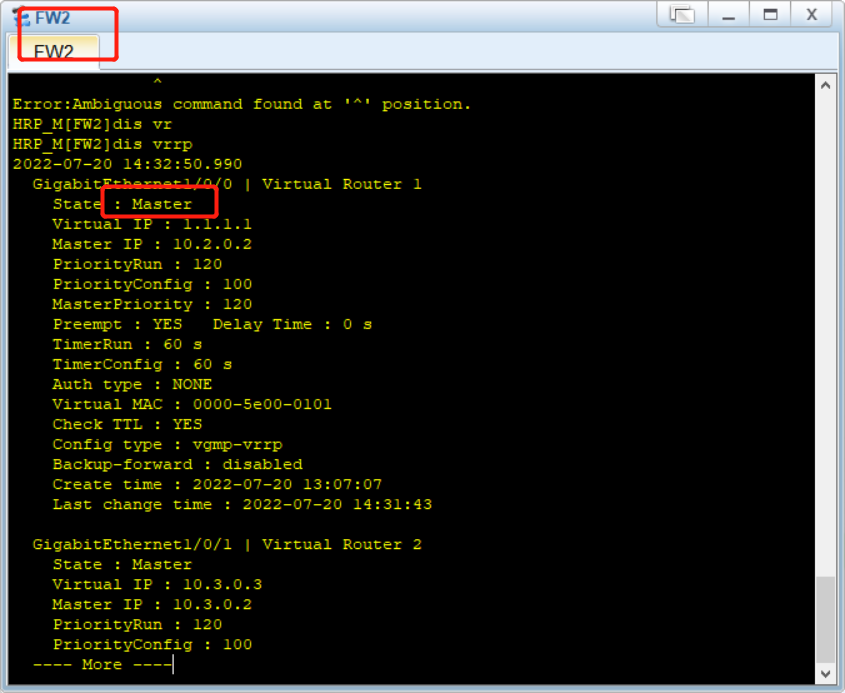 FW2
FW2
^
Error:Ambiguous command found at '^' position.
HRP_M[FW2]dis vr
HRP_M[FW2]dis vrrp
2022-07-20 14:32:50.990
GigabitEthernet1/0/0 | Virtual Router 1
State : Master
Virtual IP : 1.1.1.1
Master IP : 10.2.0.2
PriorityRun : 120
PriorityConfig : 100
MasterPriority : 120
Preempt : YES   Delay Time : 0 s
TimerRun : 60 s
TimerConfig : 60 s
Auth type : NONE
Virtual MAC : 0000-5e00-0101
Check TTL : YES
Config type : vgmp-vrrp
Backup-forward : disabled
Create time : 2022-07-20 13:07:07
Last change time : 2022-07-20 14:31:43
GigabitEthernet1/0/1 | Virtual Router 2
State : Master
Virtual IP : 10.3.0.3
Master IP : 10.3.0.2
PriorityRun : 120
PriorityConfig : 100
---- More ----